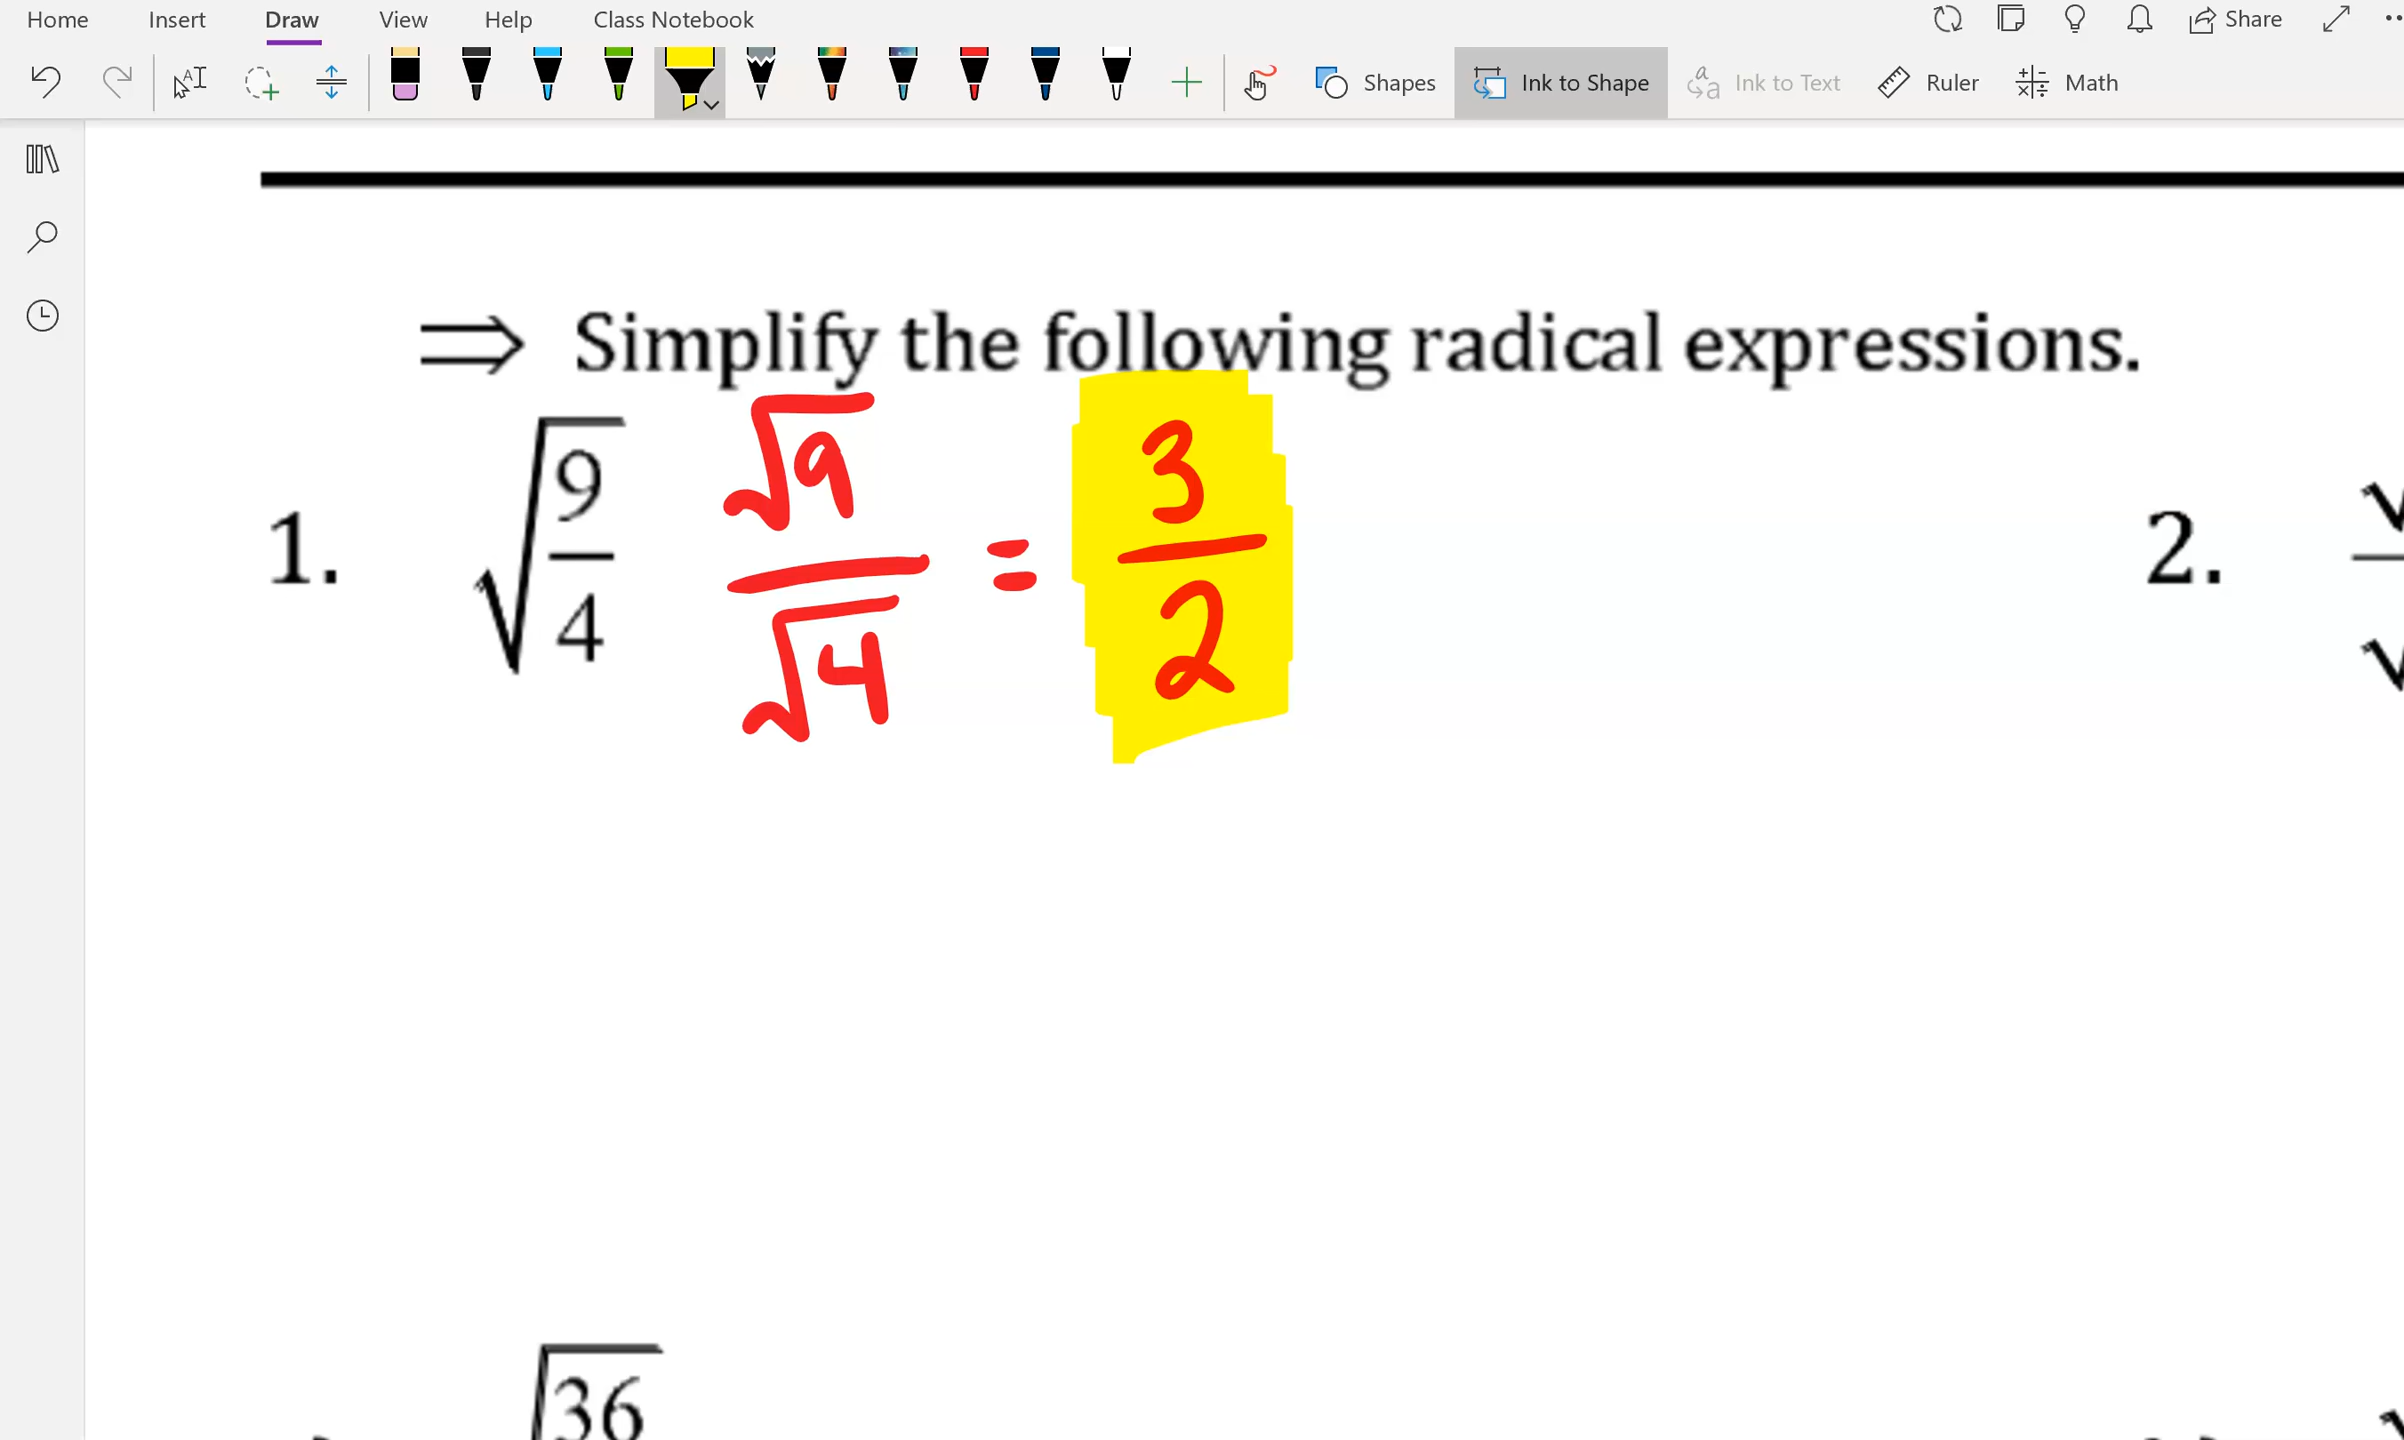 Home Insert Draw View Help Class Notebook Share
Shapes Ink to Shape Ink to Text Ruler Math
⇒ Simplify the following radical expressions.
1. √(9/4) √9/√4 = 3/2 2.
√36